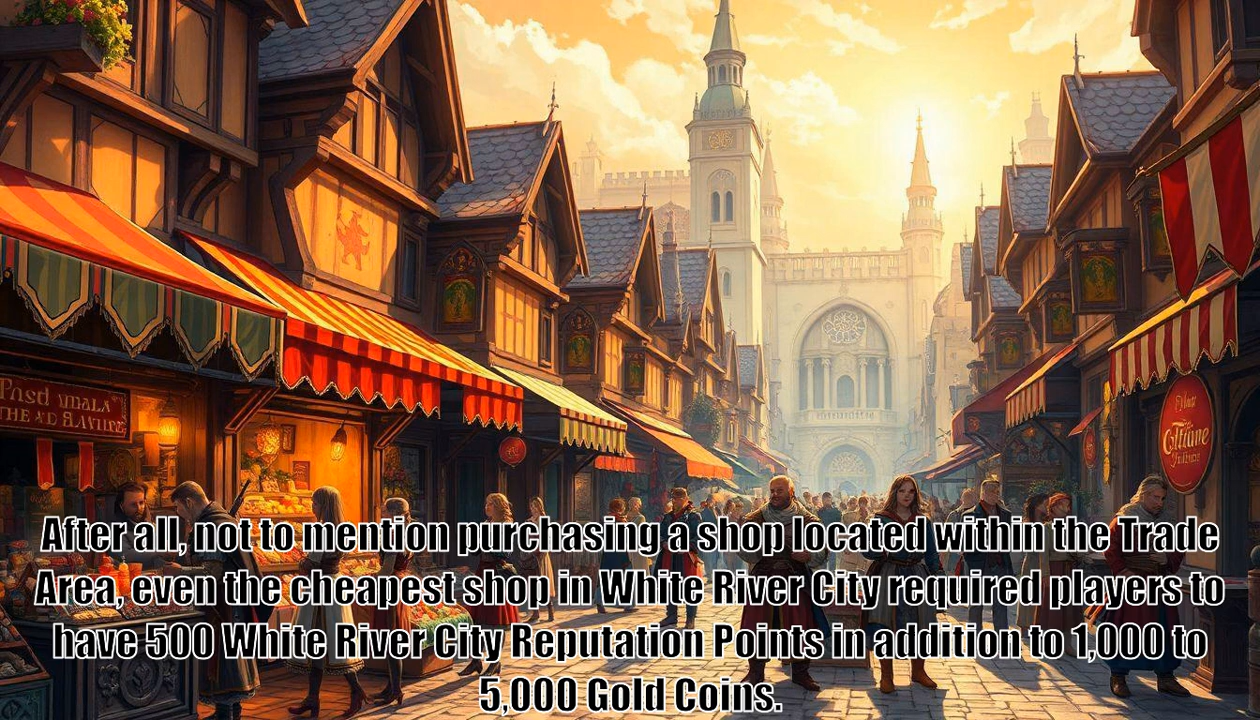 After all, not to mention purchasing a shop located within the Trade
Area, even the cheapest shop in White River City required players to
have 500 White River City Reputation Points in addition to 1,000 to
5,000 Gold Coins.